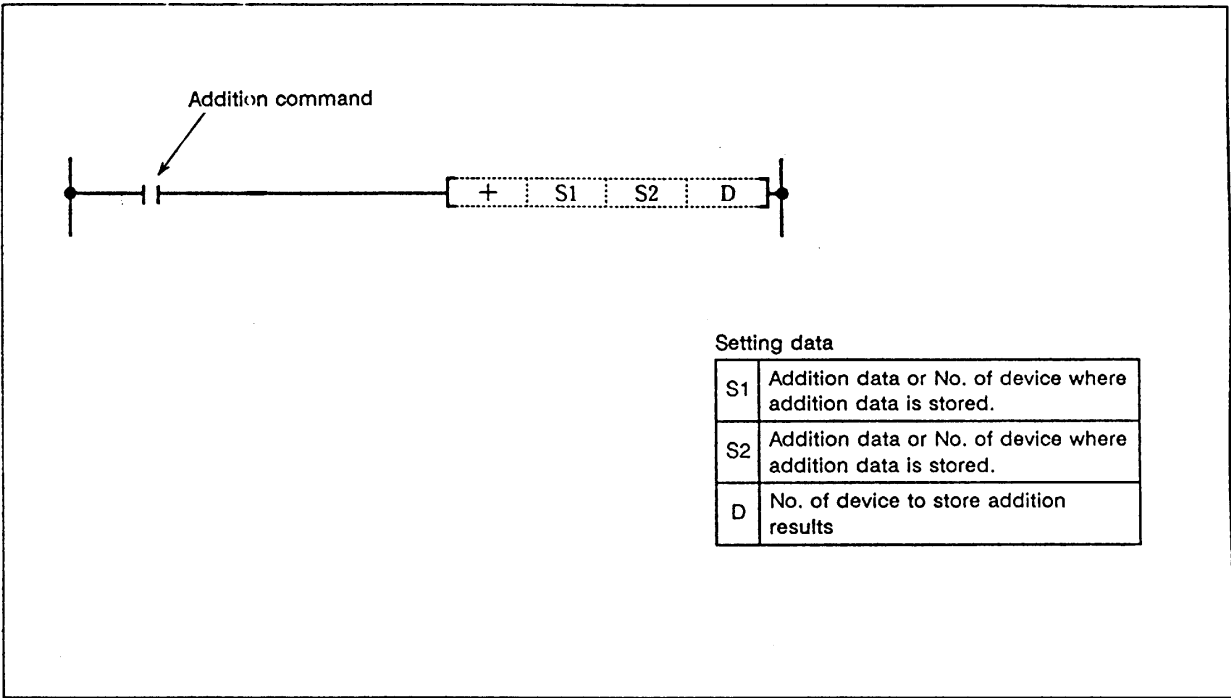 Addition command
+ S1 S2 D
Setting data
S1 Addition data or No. of device where
addition data is stored.
S2 Addition data or No. of device where
addition data is stored.
D No. of device to store addition
results